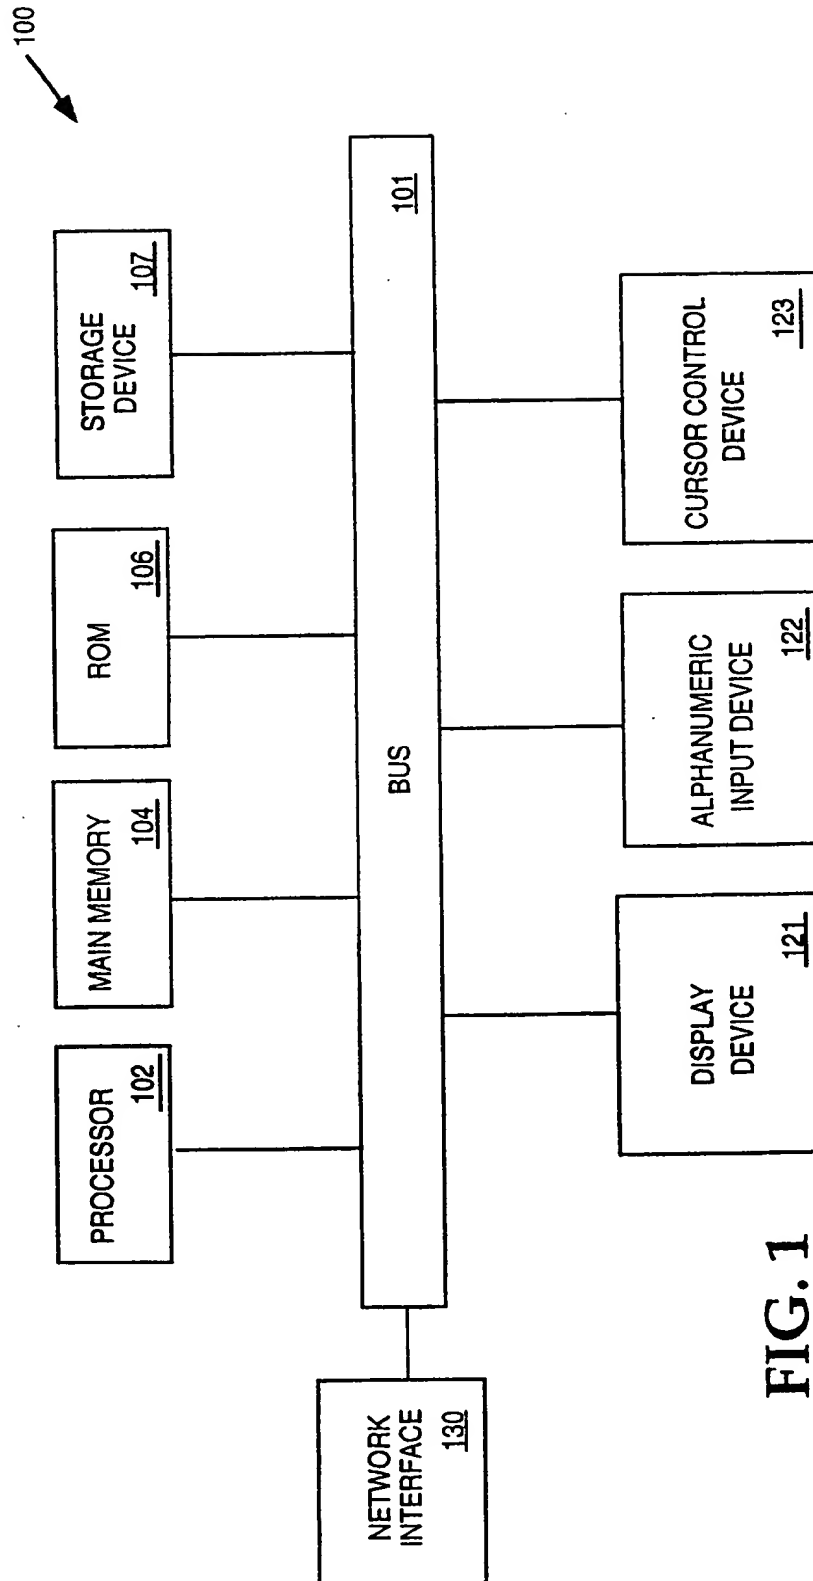 100
PROCESSOR
102
MAIN MEMORY
104
ROM
106
STORAGE
DEVICE
107
NETWORK
INTERFACE
130
BUS
101
DISPLAY
DEVICE
121
ALPHANUMERIC
INPUT DEVICE
122
CURSOR CONTROL
DEVICE
123
FIG. 1